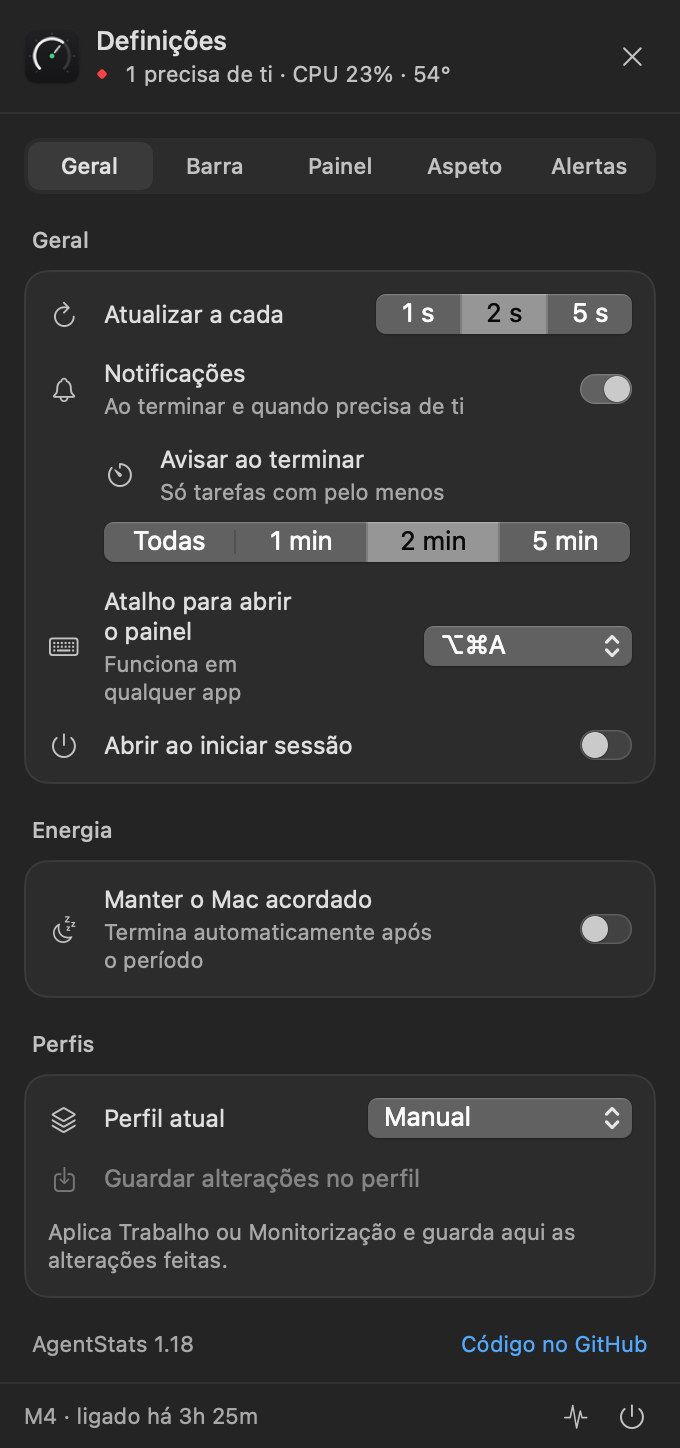 Definições
1 precisa de ti · CPU 23% · 54°
Geral
Barra
Painel
Aspeto
Alertas
Geral
Atualizar a cada
1 s
2 s
5 s
Notificações
Ao terminar e quando precisa de ti
Avisar ao terminar
Só tarefas com pelo menos
Todas
1 min
2 min
5 min
Atalho para abrir
o painel
Funciona em
qualquer app
⌥⌘A
Abrir ao iniciar sessão
Energia
Manter o Mac acordado
Termina automaticamente após
o período
Perfis
Perfil atual
Manual
Guardar alterações no perfil
Aplica Trabalho ou Monitorização e guarda aqui as
alterações feitas.
AgentStats 1.18
Código no GitHub
M4 · ligado há 3h 25m